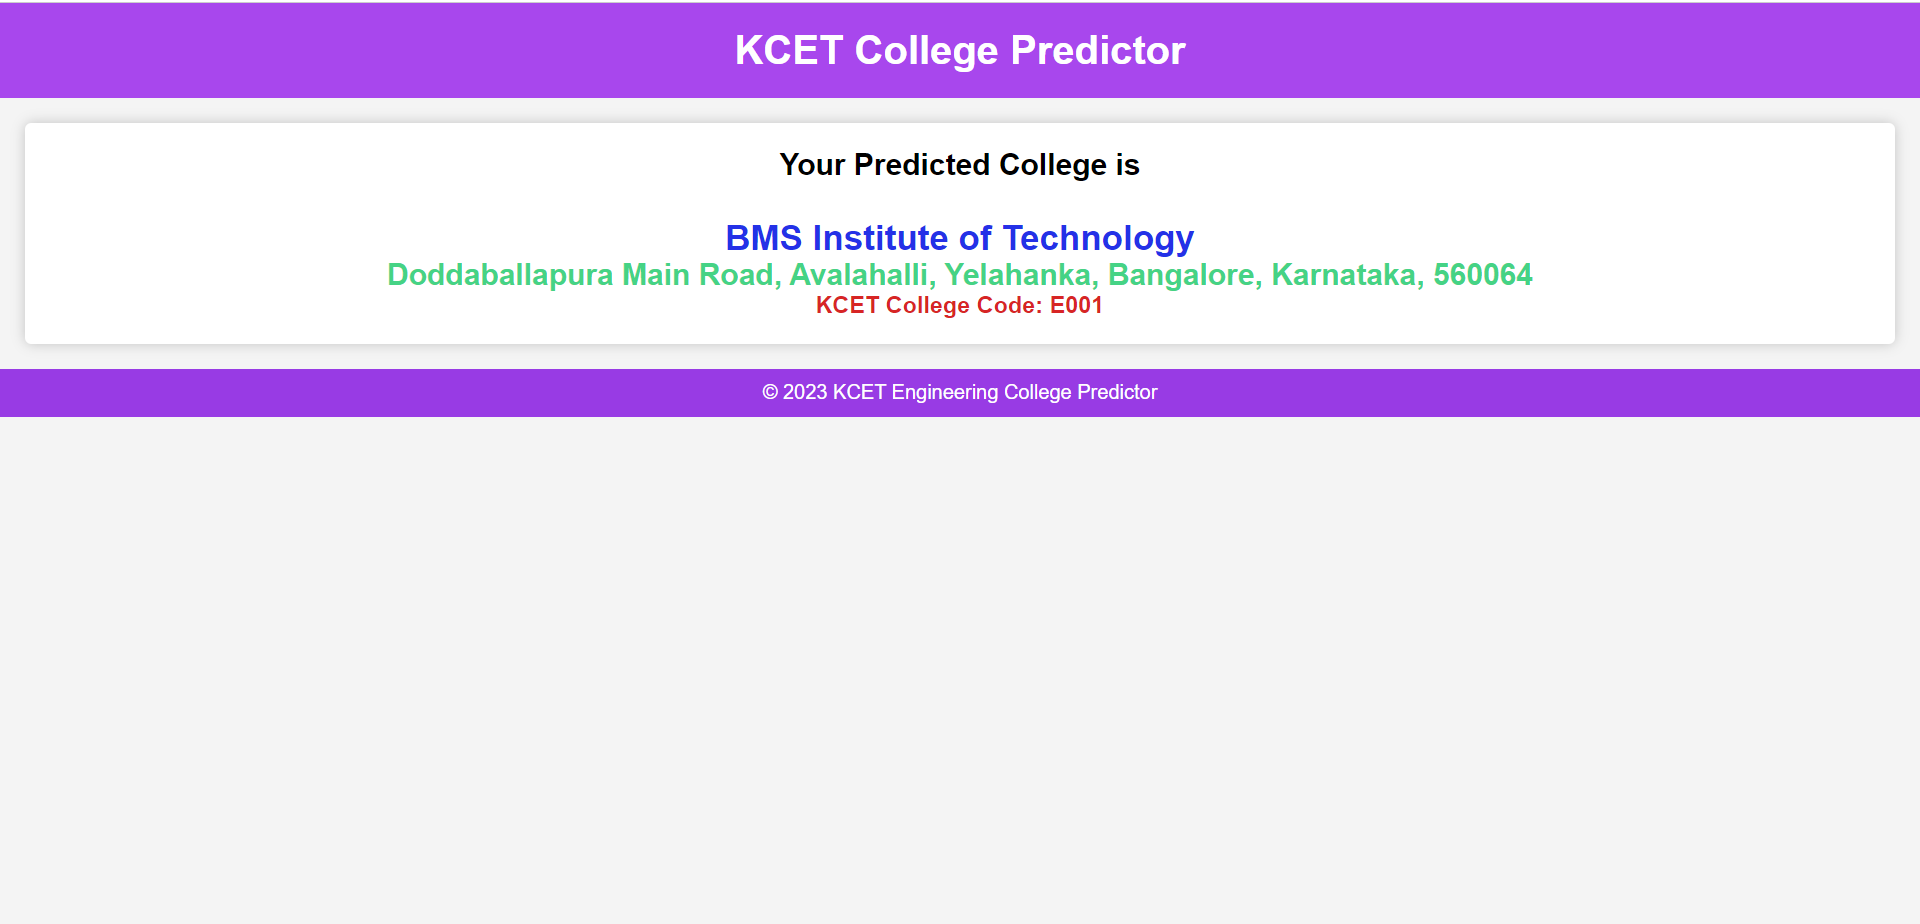 KCET College Predictor
Your Predicted College is
BMS Institute of Technology
Doddaballapura Main Road, Avalahalli, Yelahanka, Bangalore, Karnataka, 560064
KCET College Code: E001
© 2023 KCET Engineering College Predictor